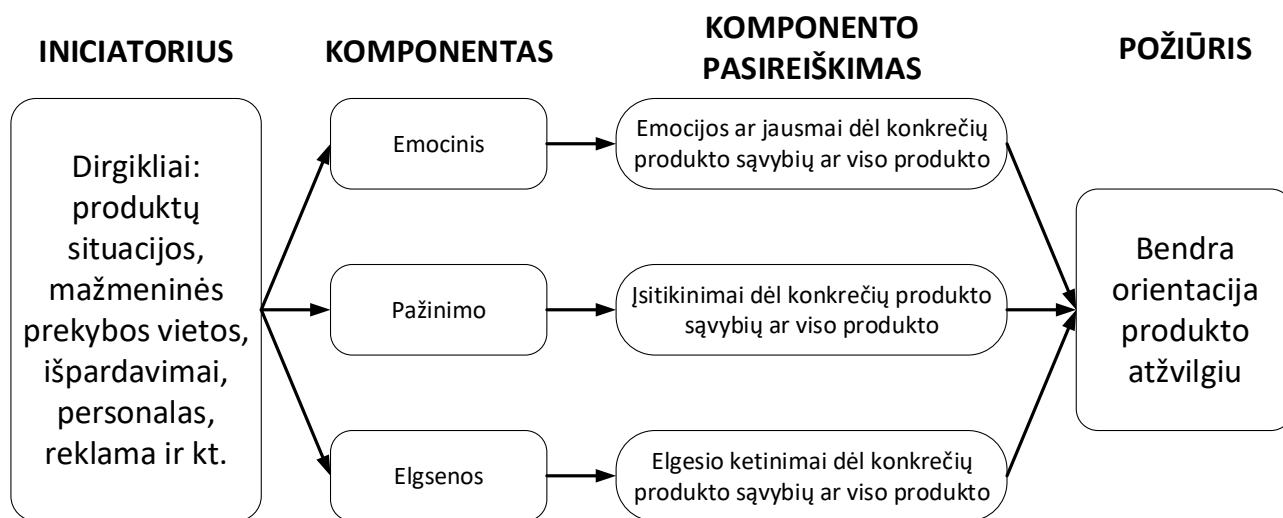 INICIATORIUS
KOMPONENTAS
KOMPONENTO
PASIREIŠKIMAS
POŽIŪRIS
Dirgikliai:
produktų
situacijos,
mažmeninės
prekybos vietos,
išpardavimai,
personalas,
reklama ir kt.
Emocinis
Emocijos ar jausmai dėl konkrečių
produkto sąvybių ar viso produkto
Pažinimo
Įsitikinimai dėl konkrečių produkto
sąvybių ar viso produkto
Elgsenos
Elgesio ketinimai dėl konkrečių
produkto sąvybių ar viso produkto
Bendra
orientacija
produkto
atžvilgiu